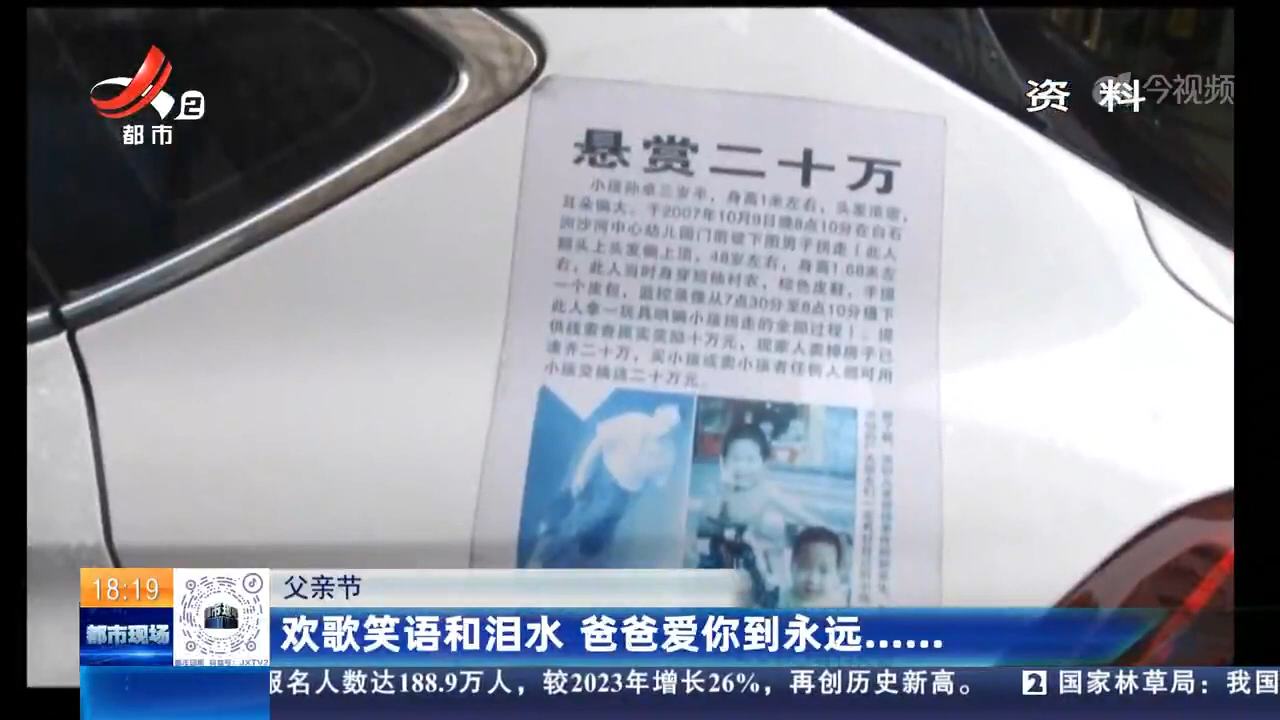 都市
2
资料
今视频
悬赏二十万
小孩孙卓三岁半，身高1米左右，头发浓密，
耳朵偏大。于2007年10月9日晚8点10分在白石
洲沙河中心幼儿园门前被下图男子拐走（此人
额头上头发偏上顶，48岁左右，身高1.68米左
右，此人当时身穿短袖衬衣，棕色皮鞋，手提
一个皮包，监控录像从7点30分至8点10分摄下
此人拿一玩具哄骗小孩拐走的全部过程）。提
供线索查拫实奖励十万元，现家人卖掉房子已
凑齐二十万，买小孩或卖小孩者任何人都可用
小孩交换这二十万元。
18:19
都市现场
父亲节
欢歌笑语和泪水 爸爸爱你到永远……
报名人数达188.9万人，较2023年增长26%，再创历史新高。 2 国家林草局：我国